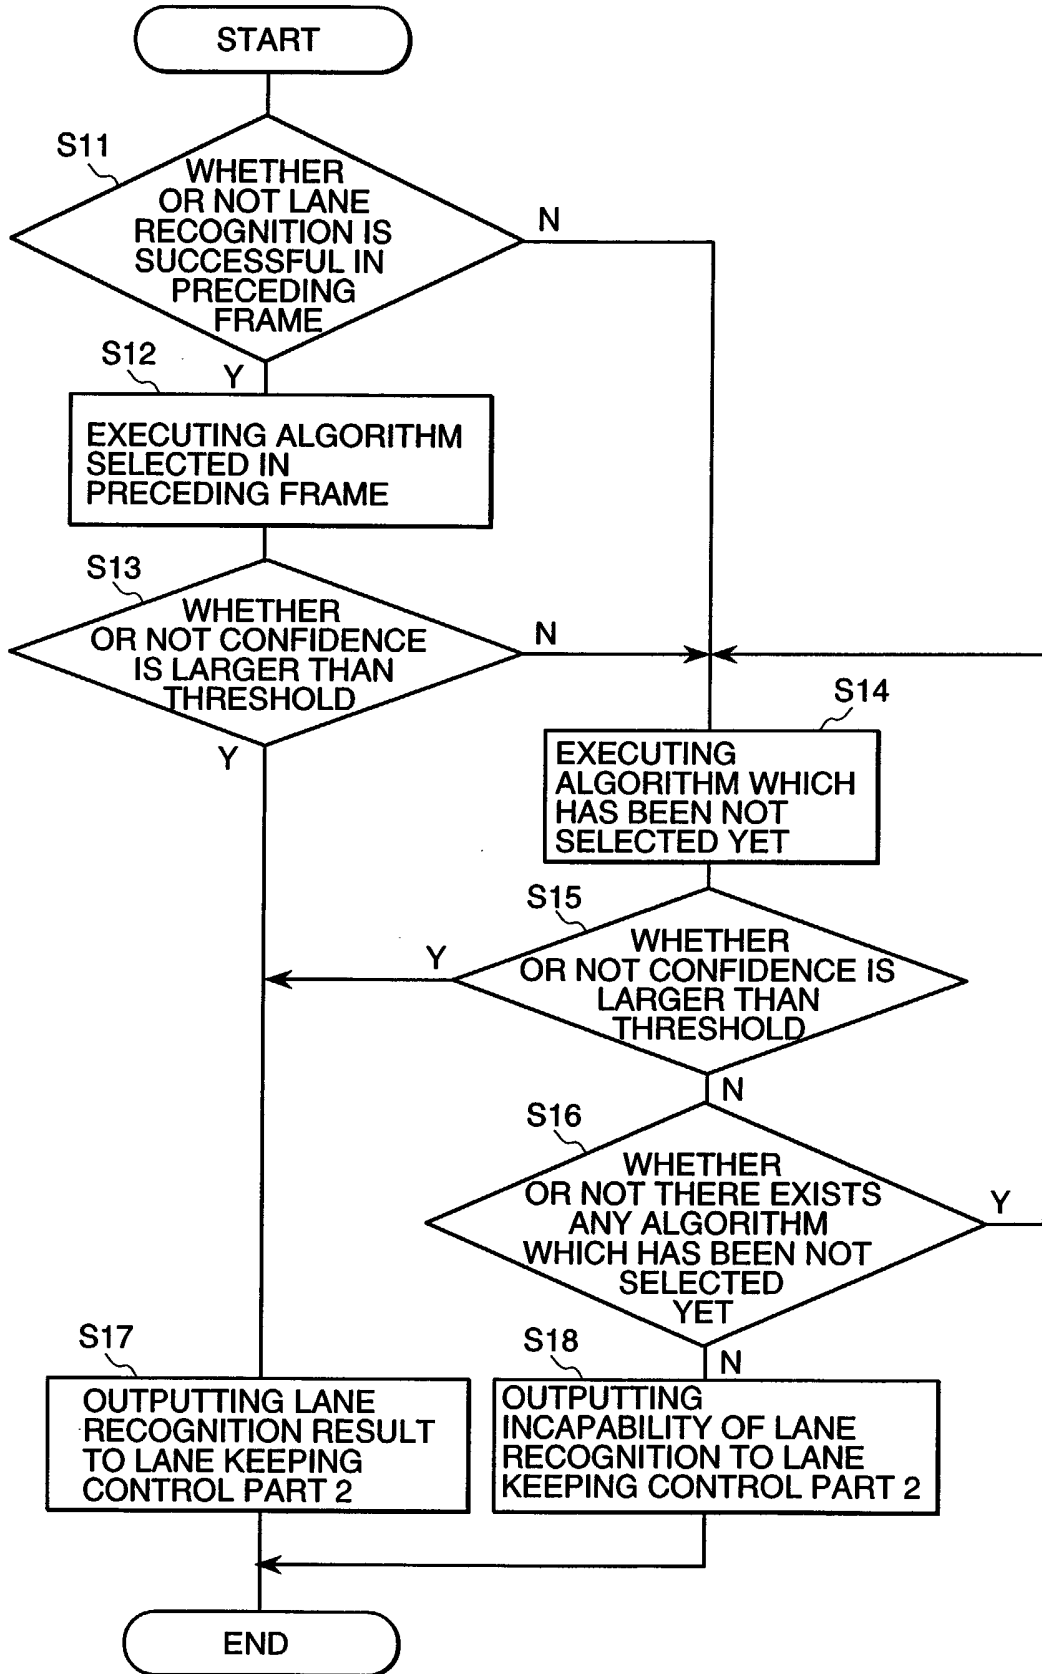 START
S11
WHETHER
OR NOT LANE
RECOGNITION IS
SUCCESSFUL IN
PRECEDING
FRAME
N
S12
Y
EXECUTING ALGORITHM
SELECTED IN
PRECEDING FRAME
S13
WHETHER
OR NOT CONFIDENCE
IS LARGER THAN
THRESHOLD
N
Y
S14
EXECUTING
ALGORITHM WHICH
HAS BEEN NOT
SELECTED YET
S15
WHETHER
OR NOT CONFIDENCE IS
LARGER THAN
THRESHOLD
Y
N
S16
WHETHER
OR NOT THERE EXISTS
ANY ALGORITHM
WHICH HAS BEEN NOT
SELECTED
YET
Y
N
S17
OUTPUTTING LANE
RECOGNITION RESULT
TO LANE KEEPING
CONTROL PART 2
S18
OUTPUTTING
INCAPABILITY OF LANE
RECOGNITION TO LANE
KEEPING CONTROL PART 2
END